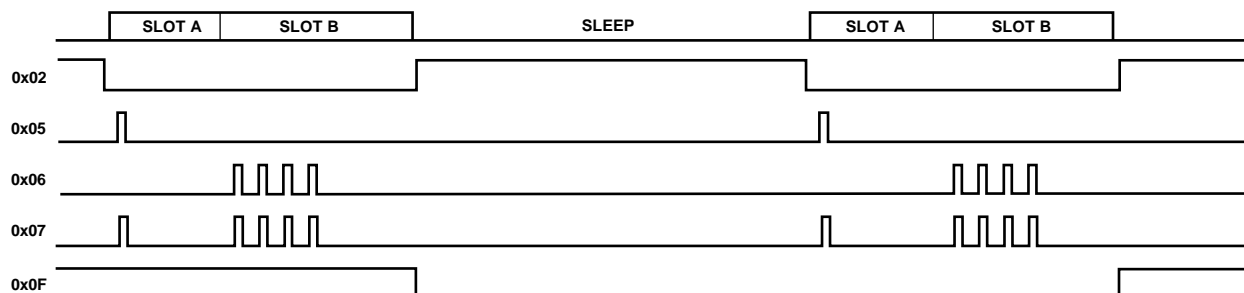 SLOT A SLOT B SLEEP SLOT A SLOT B
0x02
0x05
0x06
0x07
0x0F